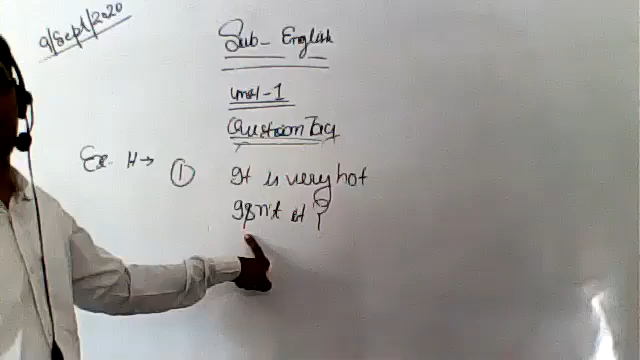 9/Sept/2020
Sub- English
Unit-1
Question Tag
Ex. H→ ① It is very hot
Isn't it ?